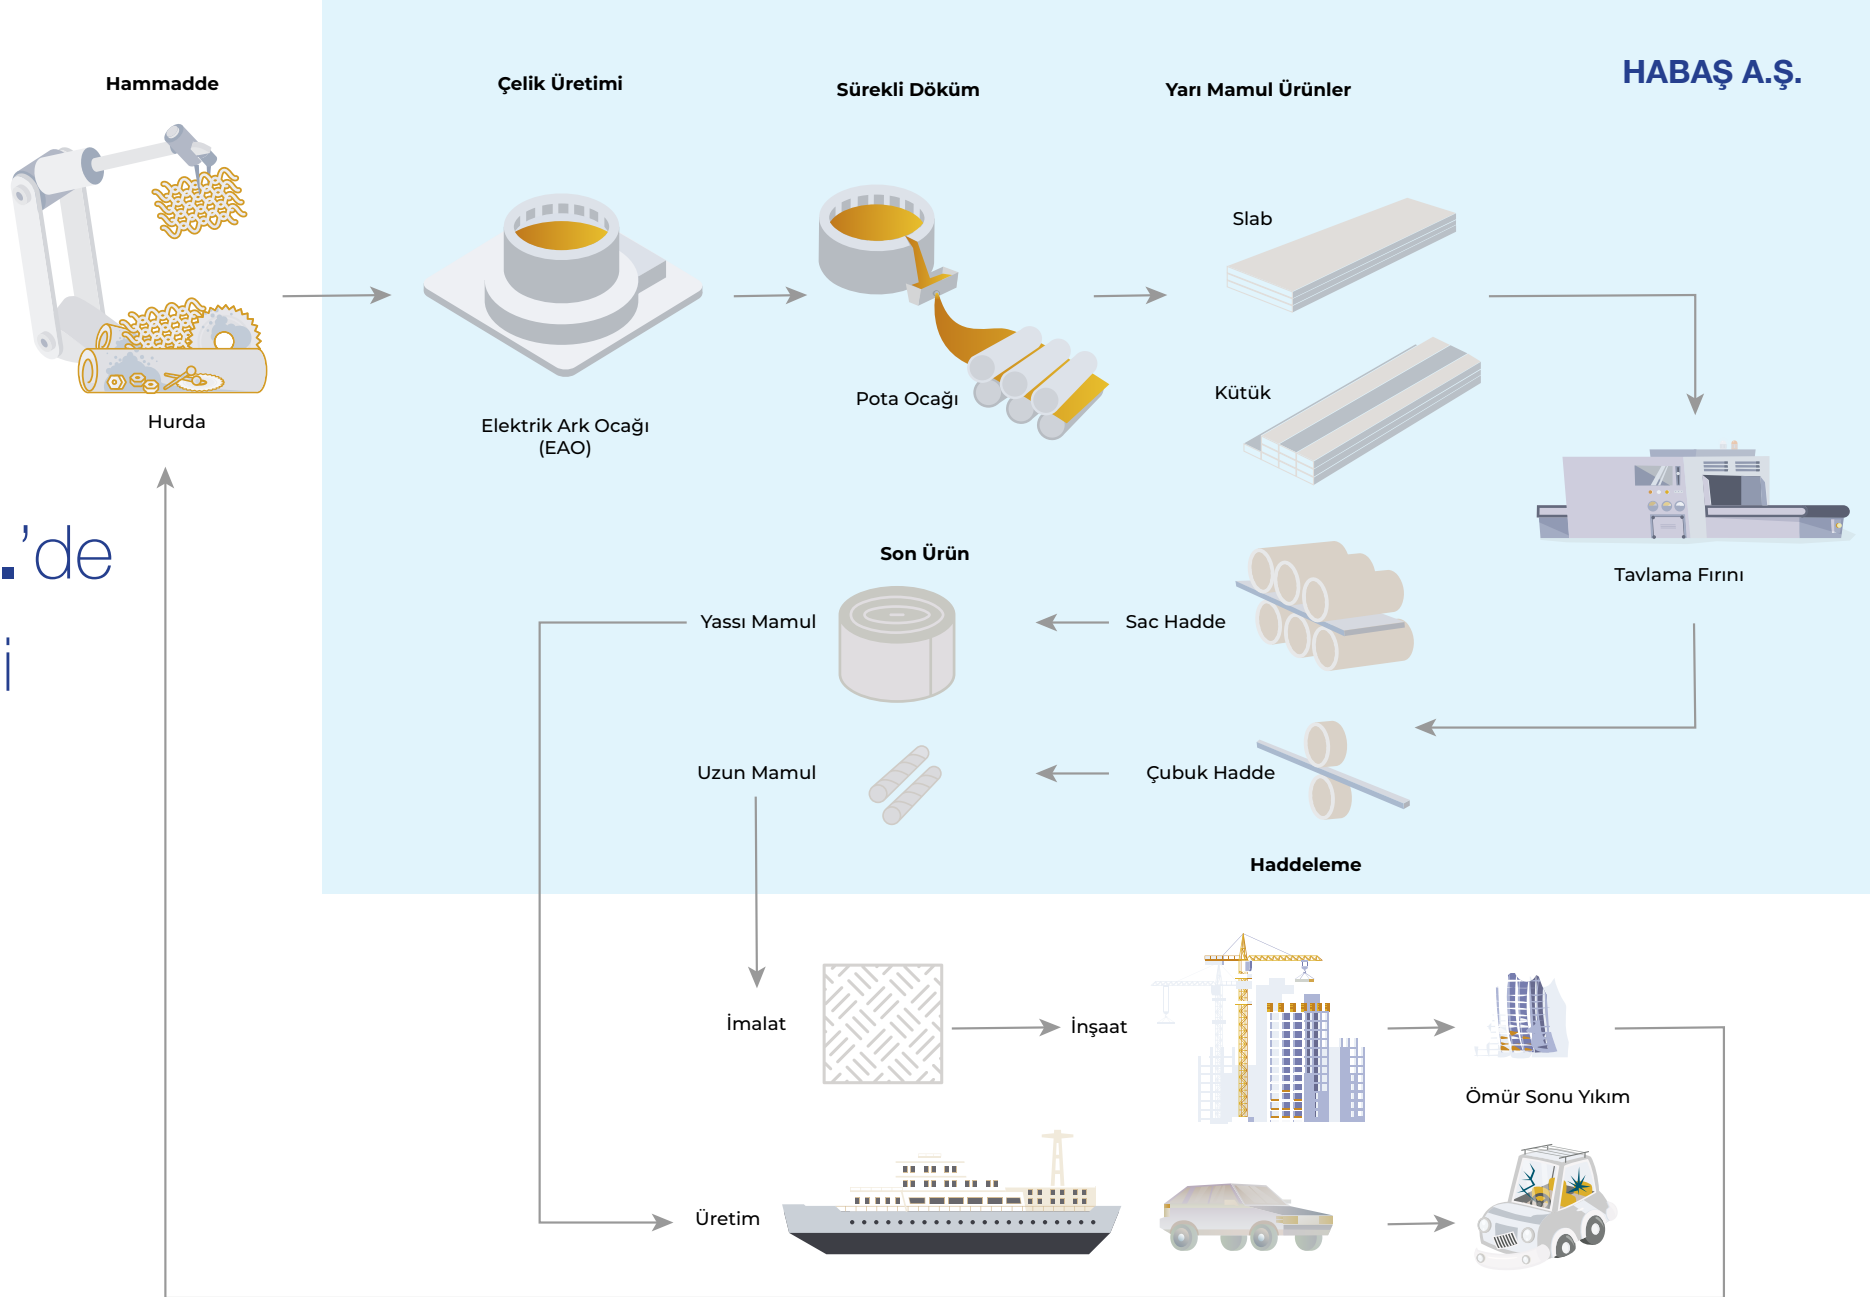 HABAŞ A.Ş.
Hammadde
Çelik Üretimi
Sürekli Döküm
Yarı Mamul Ürünler
Slab
Kütük
Pota Ocağı
Hurda
Elektrik Ark Ocağı
(EAO)
.’de
i
Son Ürün
Tavlama Fırını
Yassı Mamul
Sac Hadde
Uzun Mamul
Çubuk Hadde
Haddeleme
İmalat
İnşaat
Ömür Sonu Yıkım
Üretim